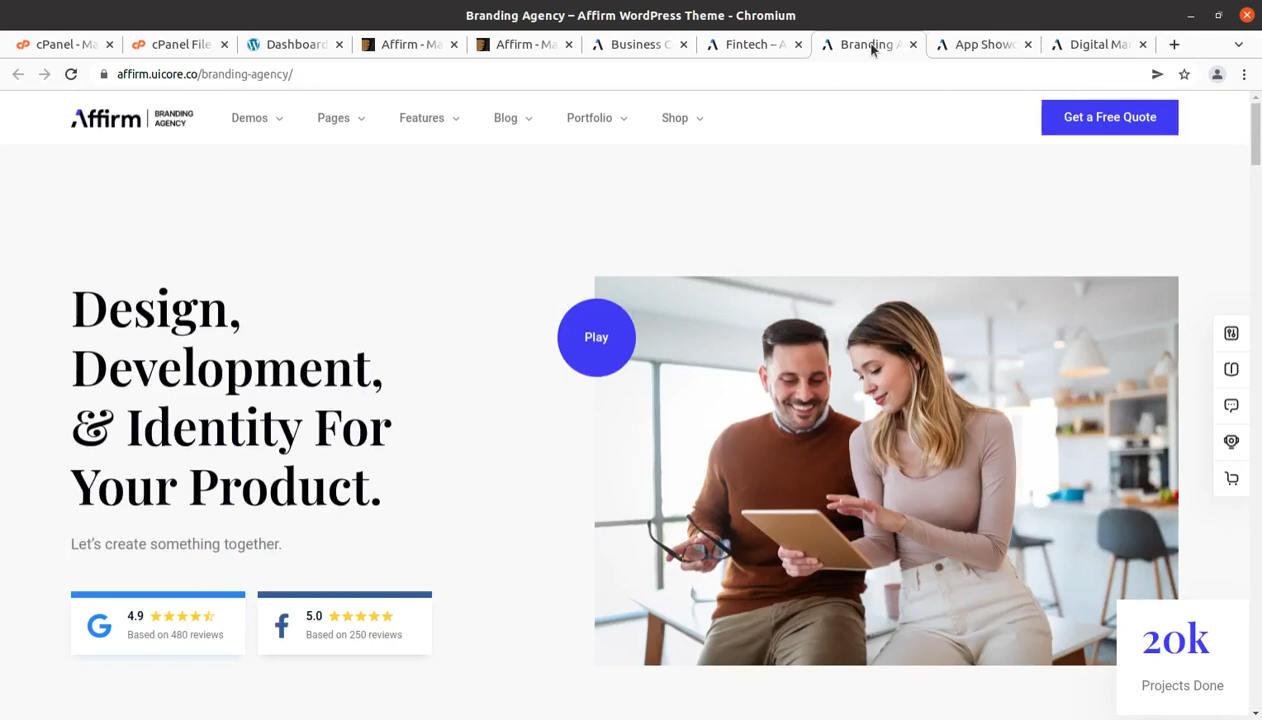 Branding Agency – Affirm WordPress Theme - Chromium
cPanel - Ma
cPanel File
Dashboard
Affirm - Ma
Affirm - Ma
Business C
Fintech – A
Branding A
App Showc
Digital Mar
affirm.uicore.co/branding-agency/
Affirm BRANDING AGENCY
Demos
Pages
Features
Blog
Portfolio
Shop
Get a Free Quote
Design,
Development,
& Identity For
Your Product.
Play
Let's create something together.
G 4.9
Based on 480 reviews
f 5.0
Based on 250 reviews
20k
Projects Done